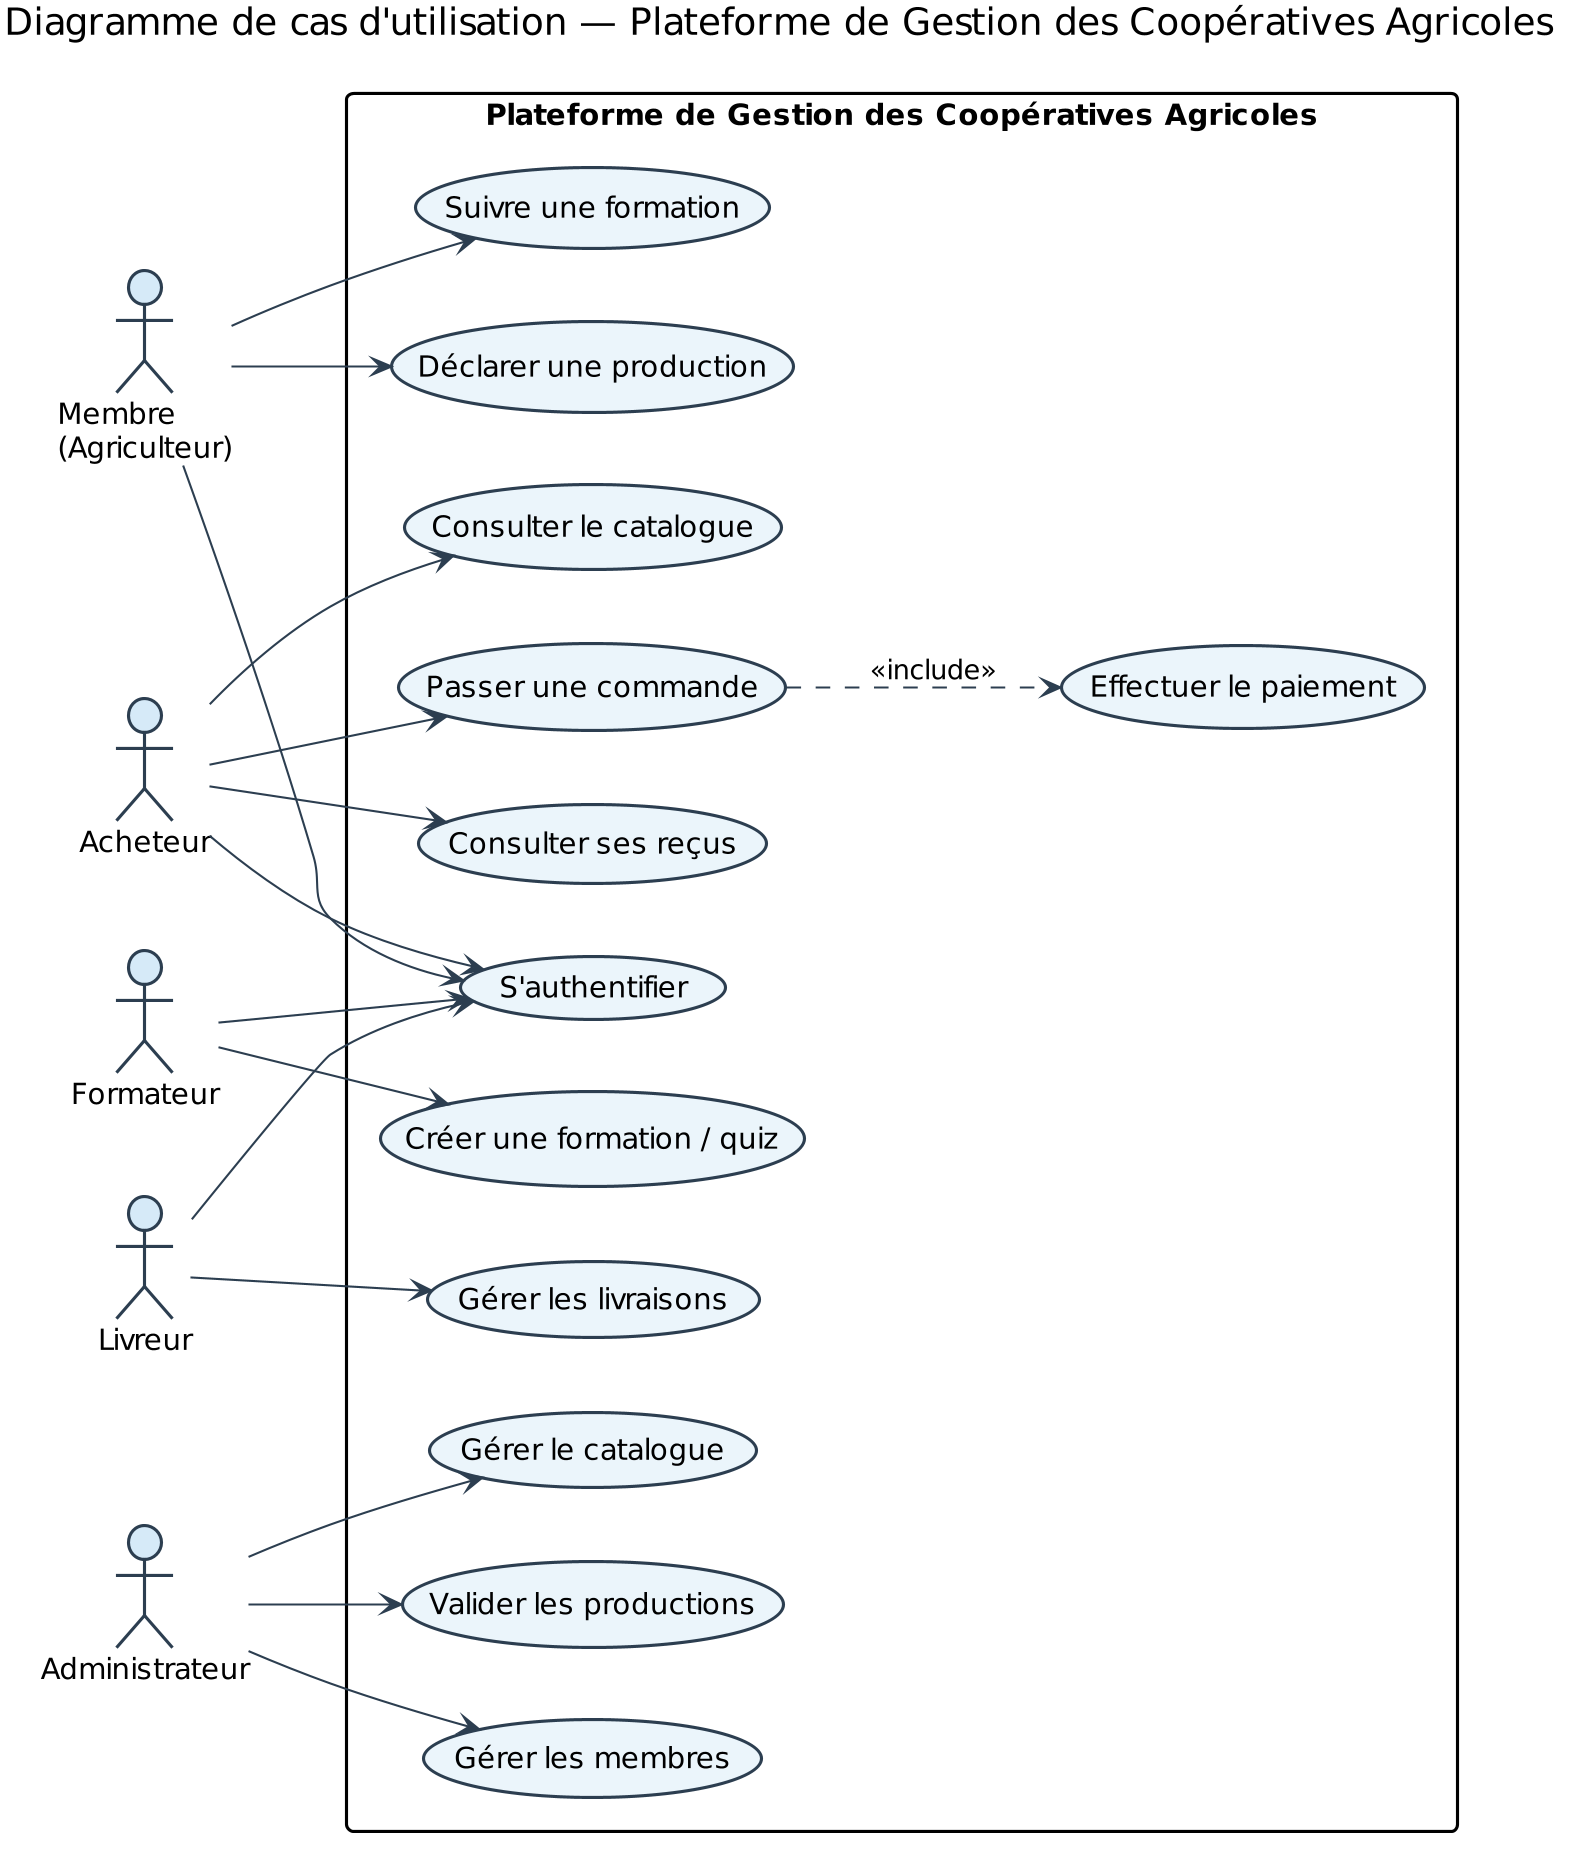 Diagramme de cas d'utilisation — Plateforme de Gestion des Coopératives Agricoles
Plateforme de Gestion des Coopératives Agricoles
Suivre une formation
Déclarer une production
Membre
(Agriculteur)
Consulter le catalogue
Passer une commande
«include»
Effectuer le paiement
Acheteur
Consulter ses reçus
S'authentifier
Formateur
Créer une formation / quiz
Livreur
Gérer les livraisons
Gérer le catalogue
Valider les productions
Administrateur
Gérer les membres